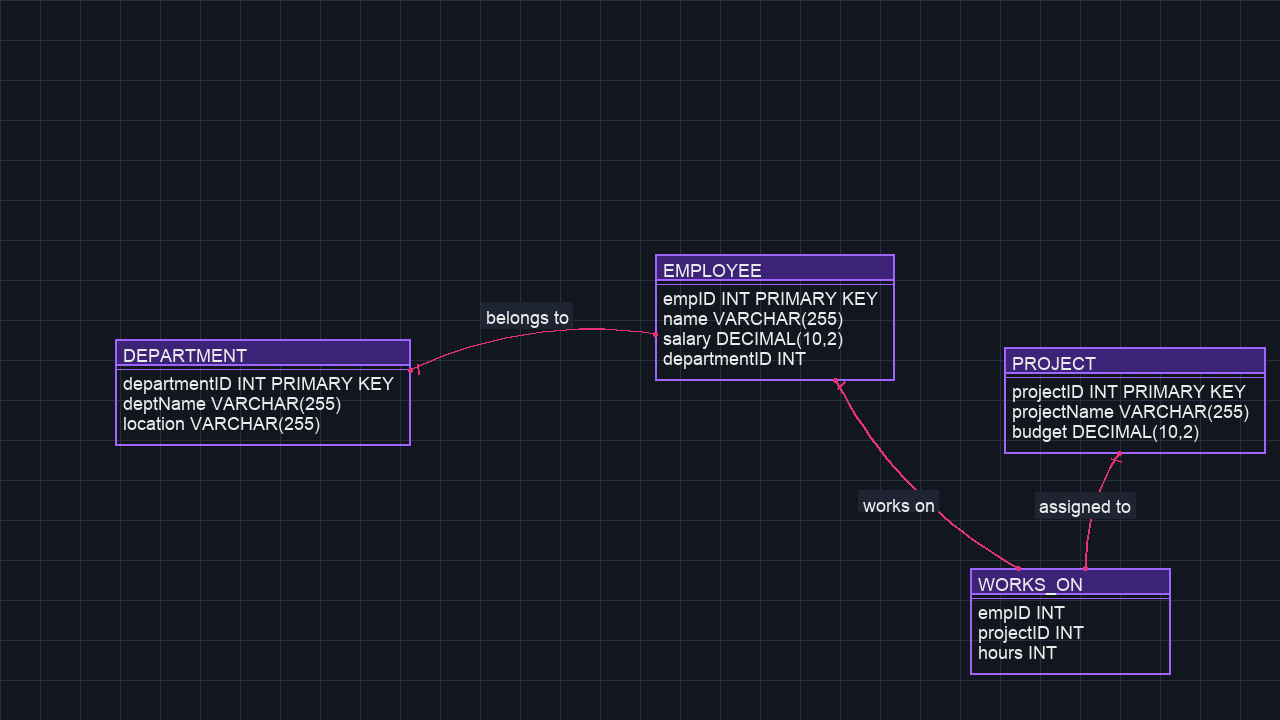 EMPLOYEE
empID INT PRIMARY KEY
name VARCHAR(255)
salary DECIMAL(10,2)
departmentID INT
belongs to
DEPARTMENT
departmentID INT PRIMARY KEY
deptName VARCHAR(255)
location VARCHAR(255)
PROJECT
projectID INT PRIMARY KEY
projectName VARCHAR(255)
budget DECIMAL(10,2)
works on
assigned to
WORKS_ON
empID INT
projectID INT
hours INT